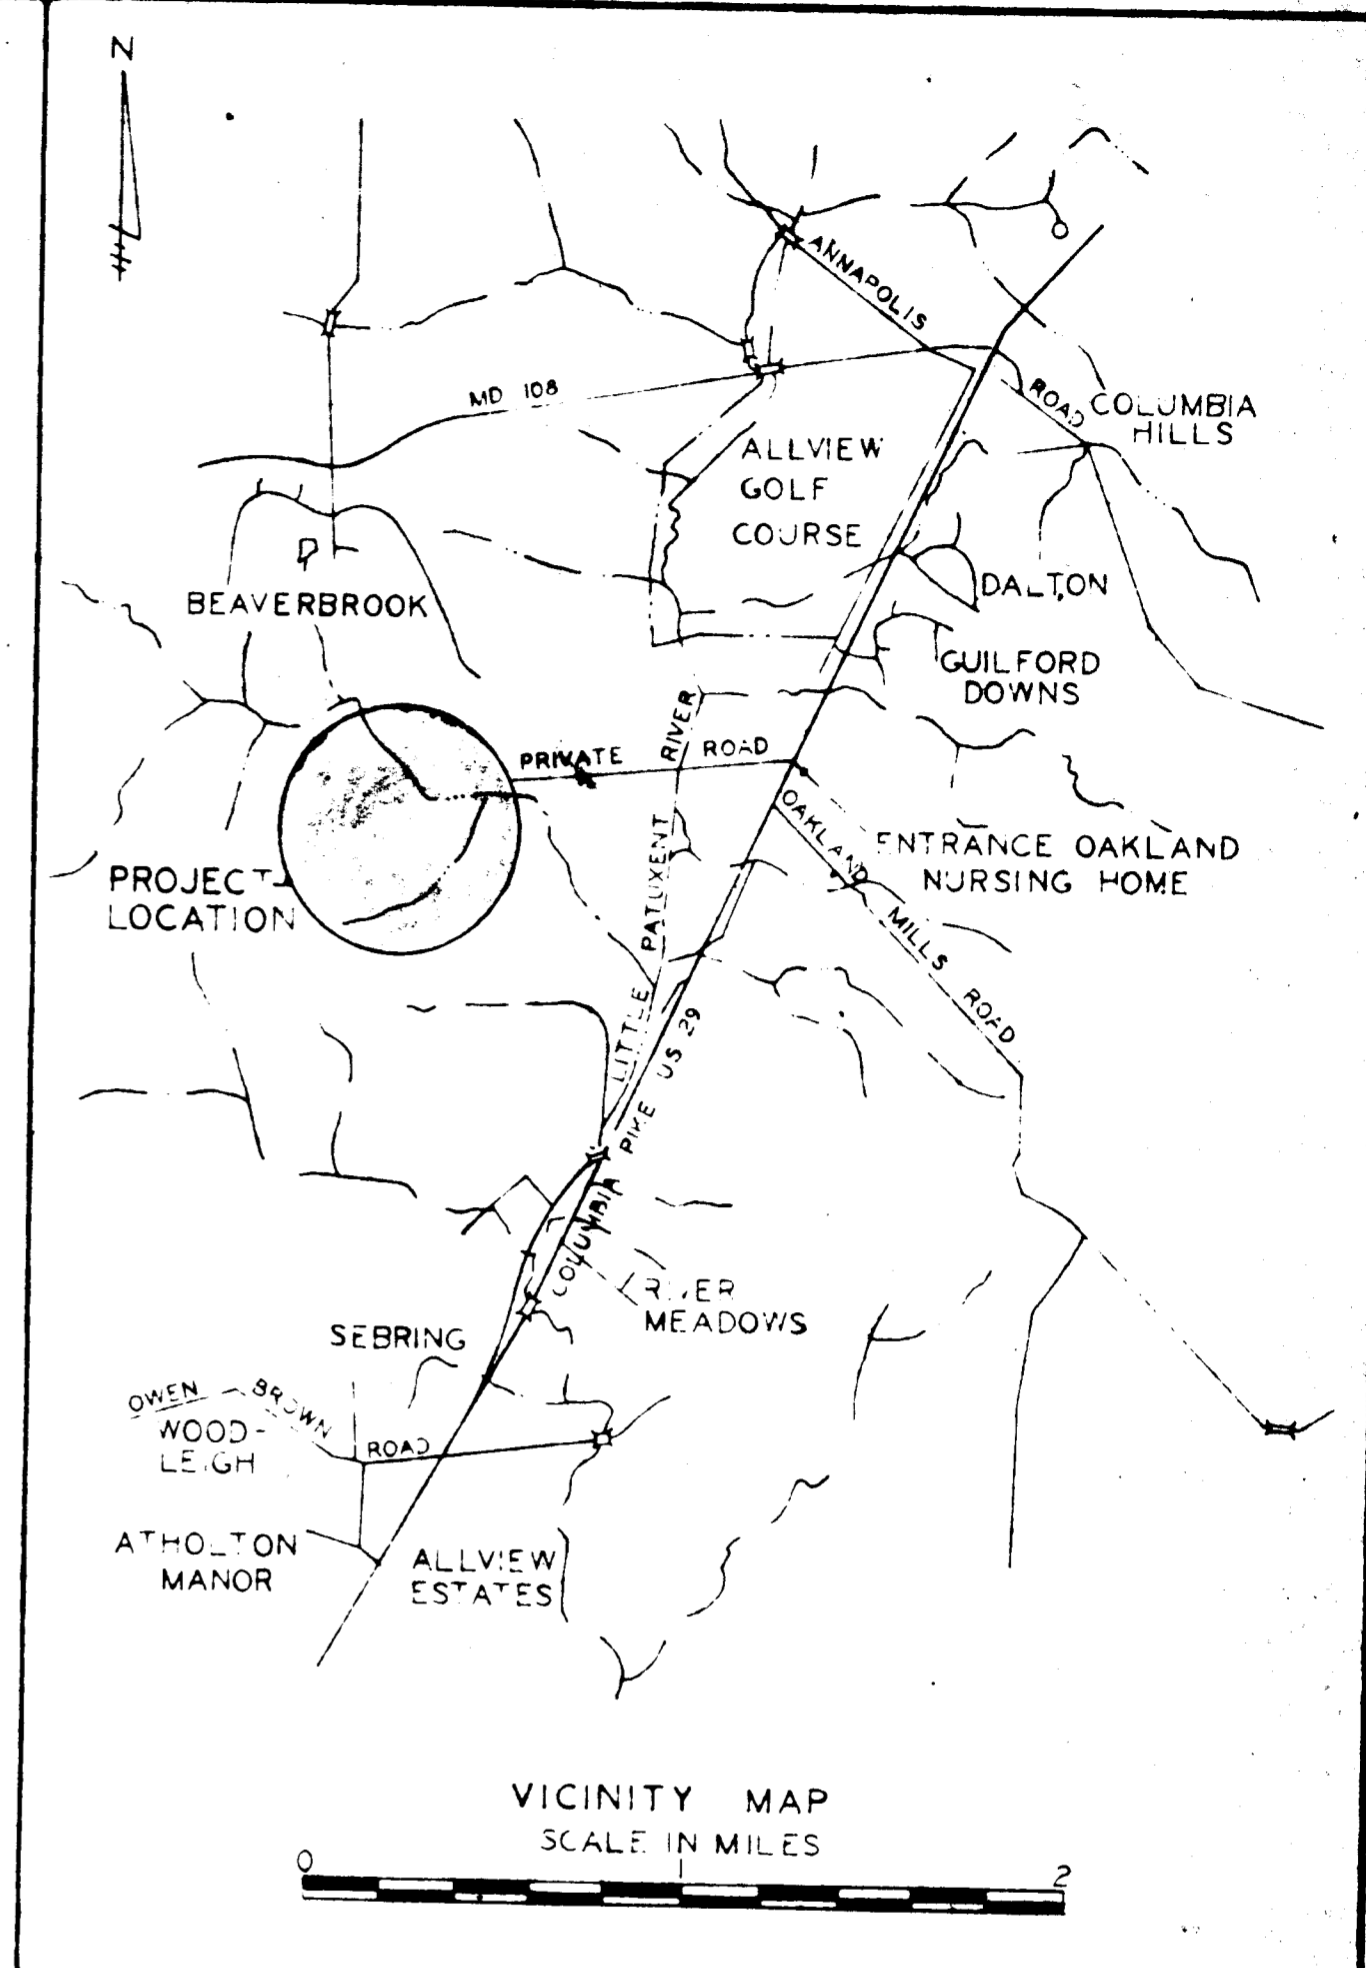 N
ANNAPOLIS
ROAD
MD 108
COLUMBIA
HILLS
ALLVIEW
GOLF
COURSE
DALTON
BEAVERBROOK
GUILFORD
DOWNS
PRIVATE ROAD
LITTLE PATUXENT RIVER
OAKLAND MILLS ROAD
ENTRANCE OAKLAND
NURSING HOME
PROJECT
LOCATION
COLUMBIA PIKE US 29
RIVER
MEADOWS
SEBRING
OWEN BROWN ROAD
WOOD-
LEIGH
ATHOLTON
MANOR
ALLVIEW
ESTATES
VICINITY MAP
SCALE IN MILES
0 1 2